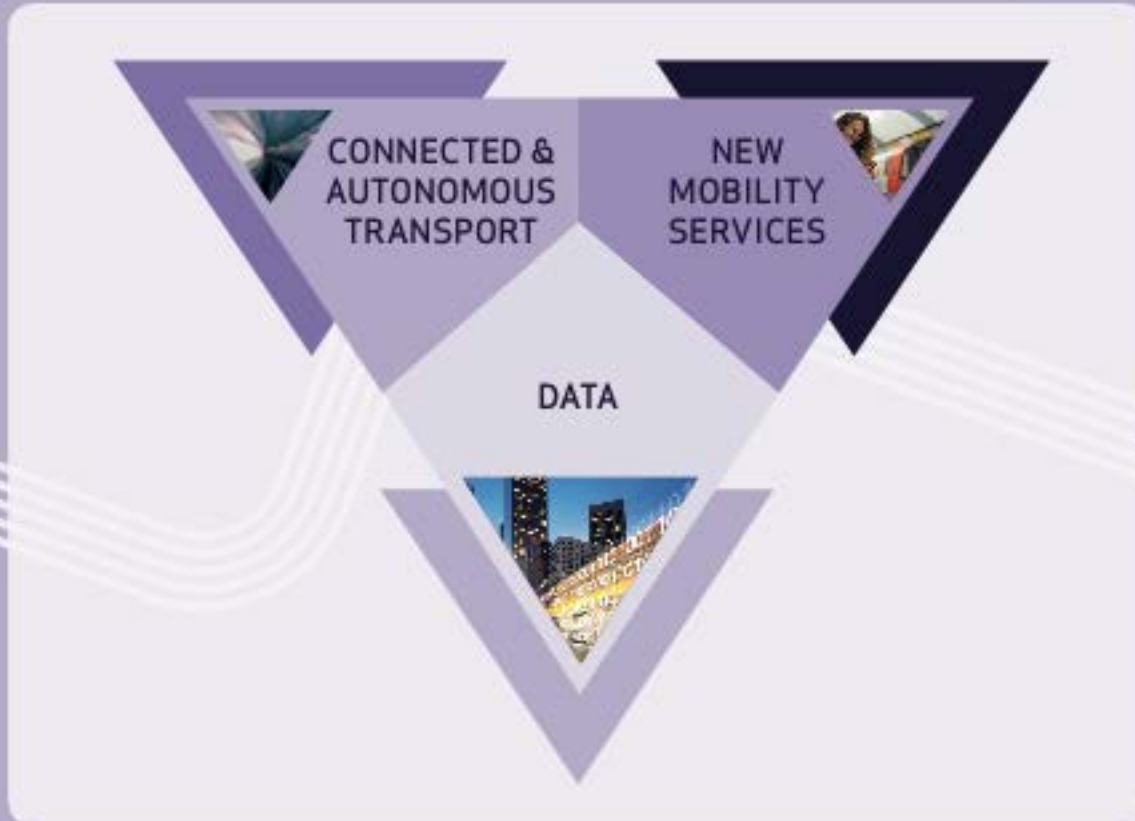 CONNECTED &
AUTONOMOUS
TRANSPORT
NEW
MOBILITY
SERVICES
DATA